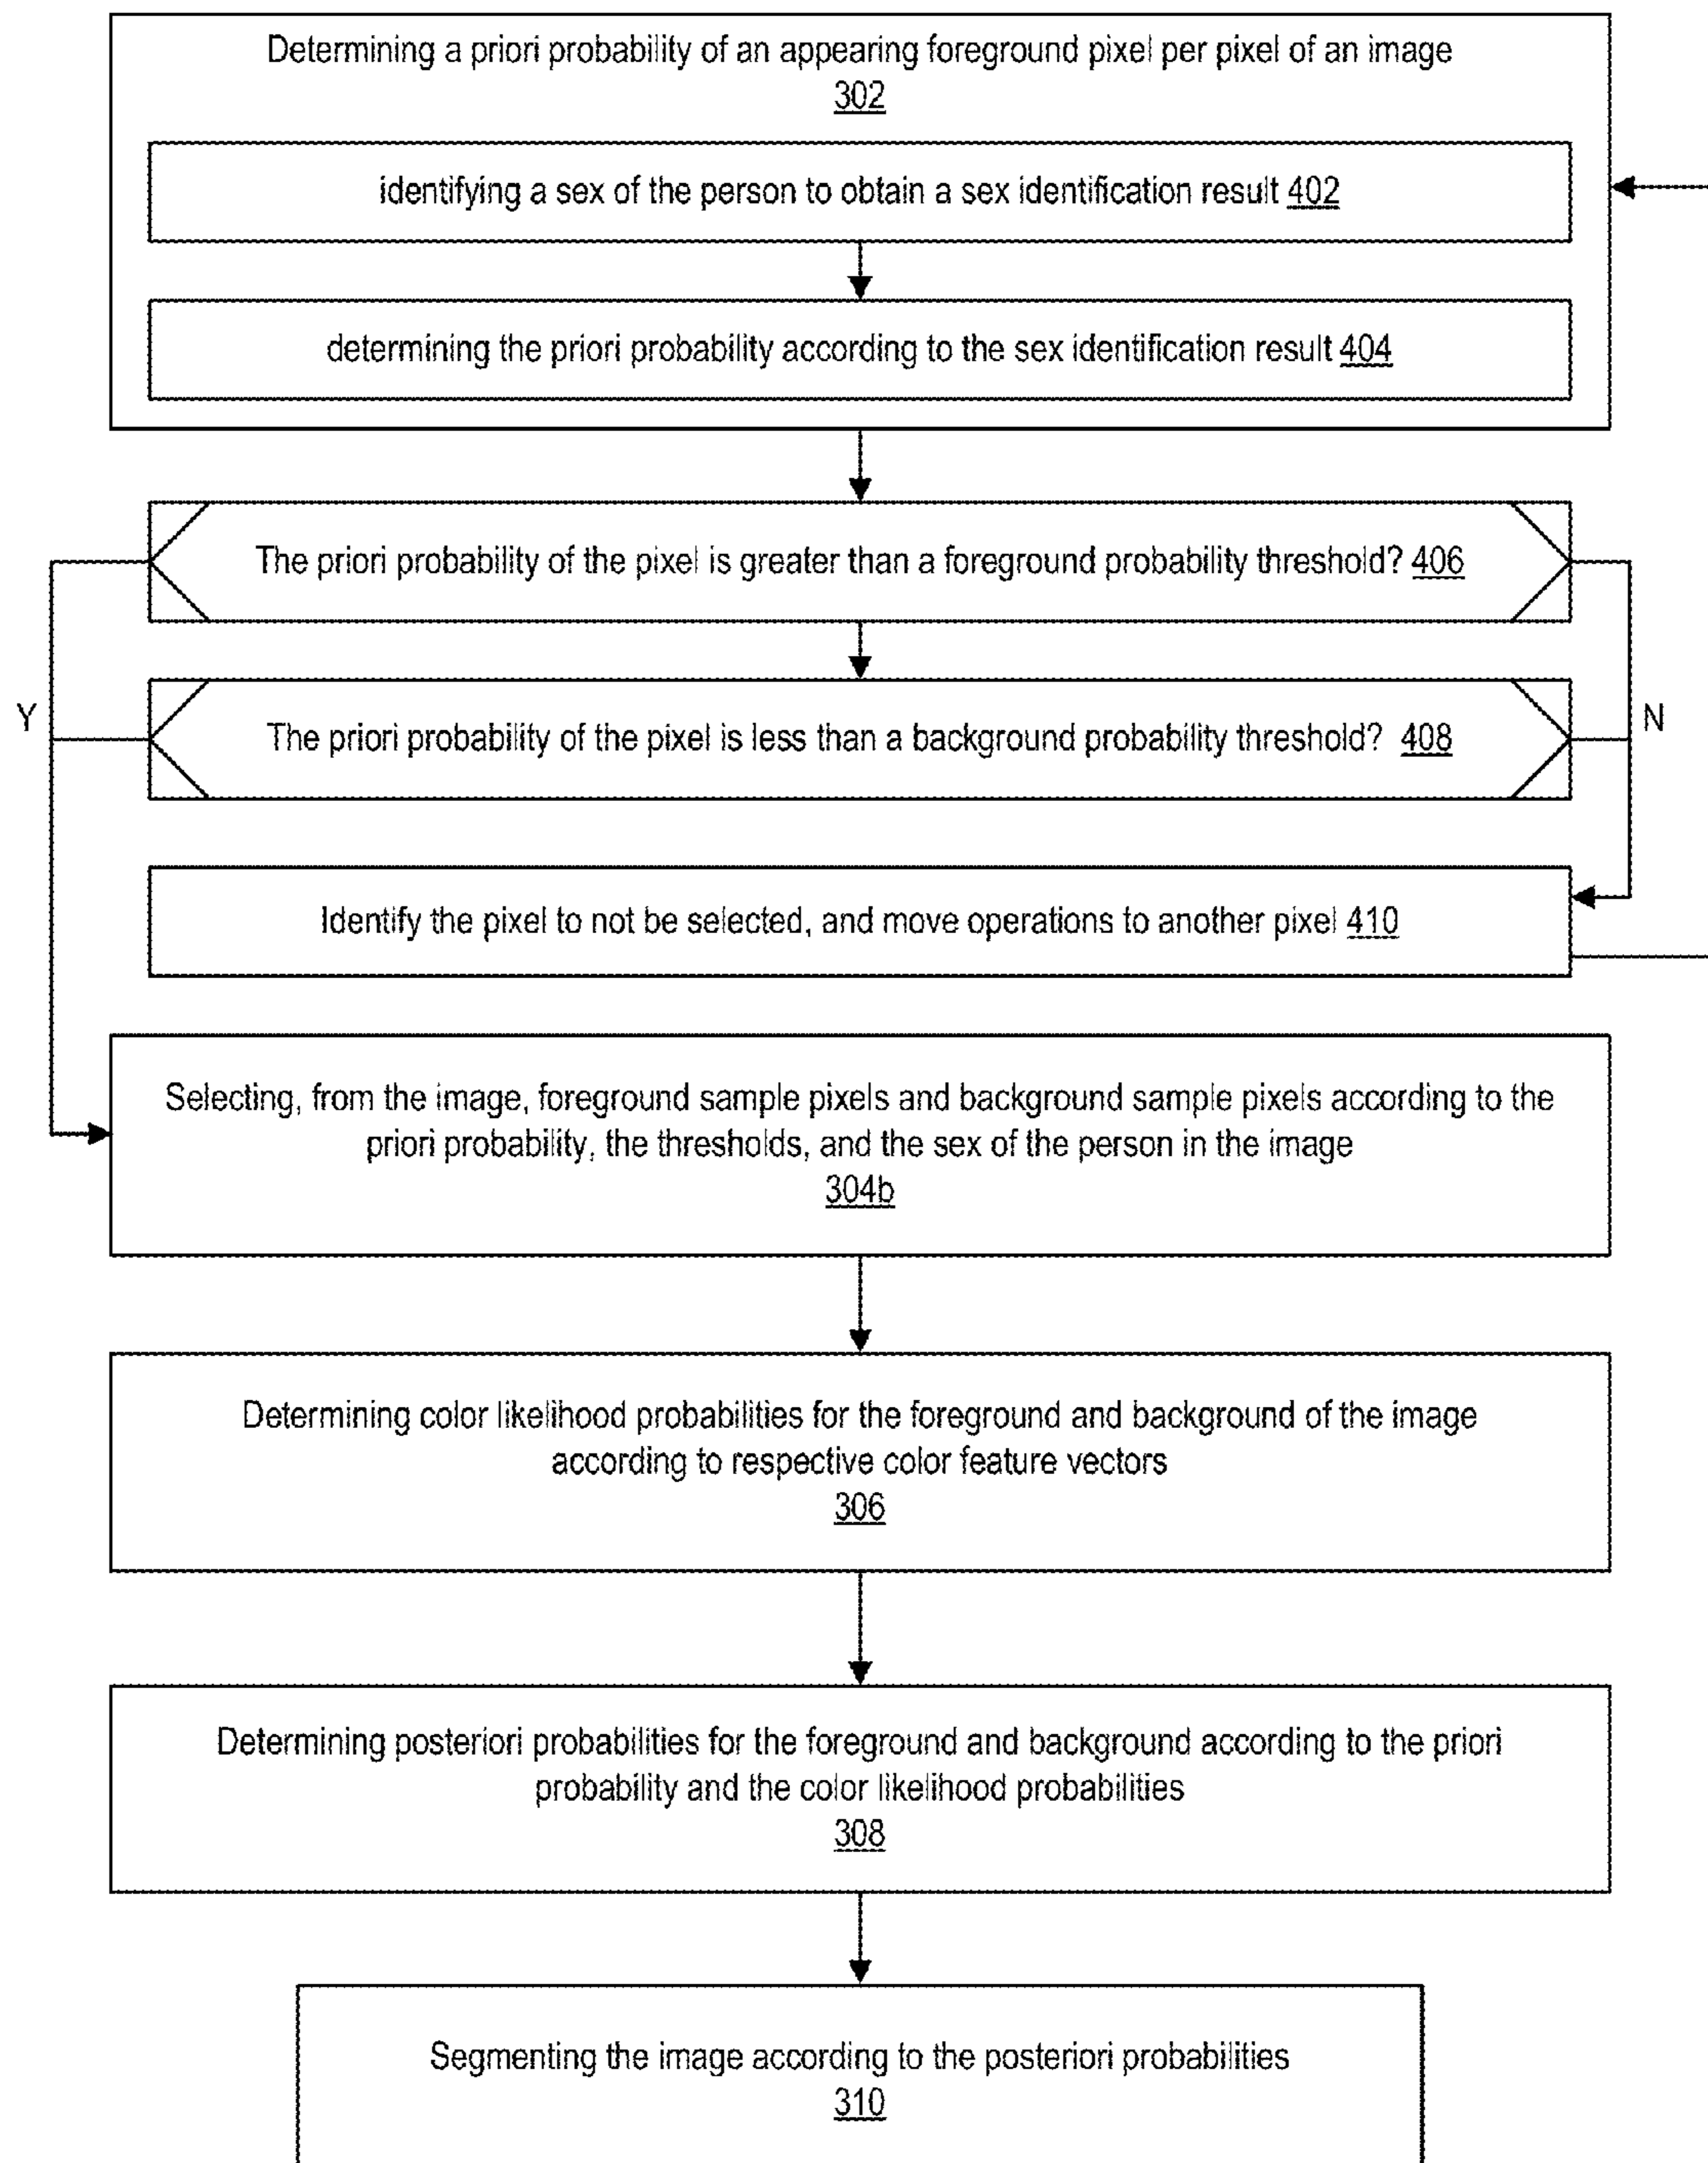 Determining a priori probability of an appearing foreground pixel per pixel of an image
302
identifying a sex of the person to obtain a sex identification result 402
determining the priori probability according to the sex identification result 404
The priori probability of the pixel is greater than a foreground probability threshold? 406
Y
N
The priori probability of the pixel is less than a background probability threshold? 408
Identify the pixel to not be selected, and move operations to another pixel 410
Selecting, from the image, foreground sample pixels and background sample pixels according to the
priori probability, the thresholds, and the sex of the person in the image
304b
Determining color likelihood probabilities for the foreground and background of the image
according to respective color feature vectors
306
Determining posteriori probabilities for the foreground and background according to the priori
probability and the color likelihood probabilities
308
Segmenting the image according to the posteriori probabilities
310